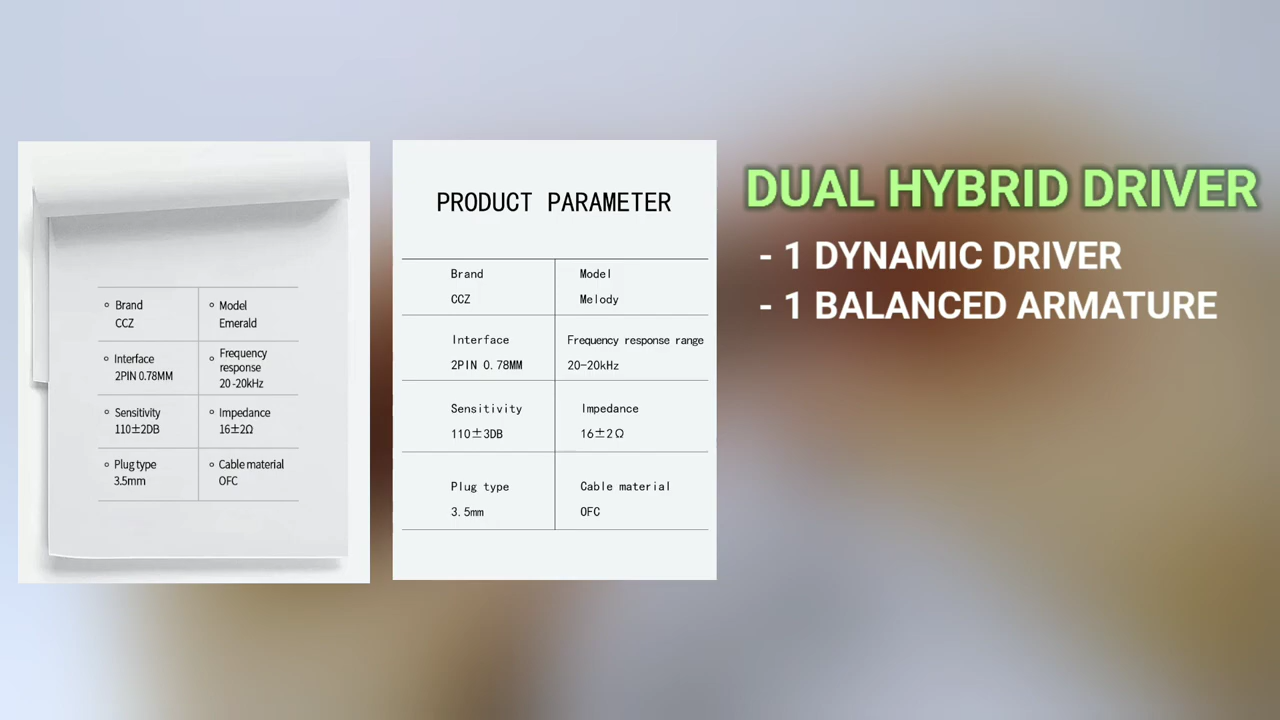 Brand
CCZ
Model
Emerald
Interface
2PIN 0.78MM
Frequency
response
20-20kHz
Sensitivity
110±2DB
Impedance
16±2Ω
Plug type
3.5mm
Cable material
OFC
PRODUCT PARAMETER
Brand
CCZ
Model
Melody
Interface
2PIN 0.78MM
Frequency response range
20-20kHz
Sensitivity
110±3DB
Impedance
16±2Ω
Plug type
3.5mm
Cable material
OFC
DUAL HYBRID DRIVER
- 1 DYNAMIC DRIVER
- 1 BALANCED ARMATURE